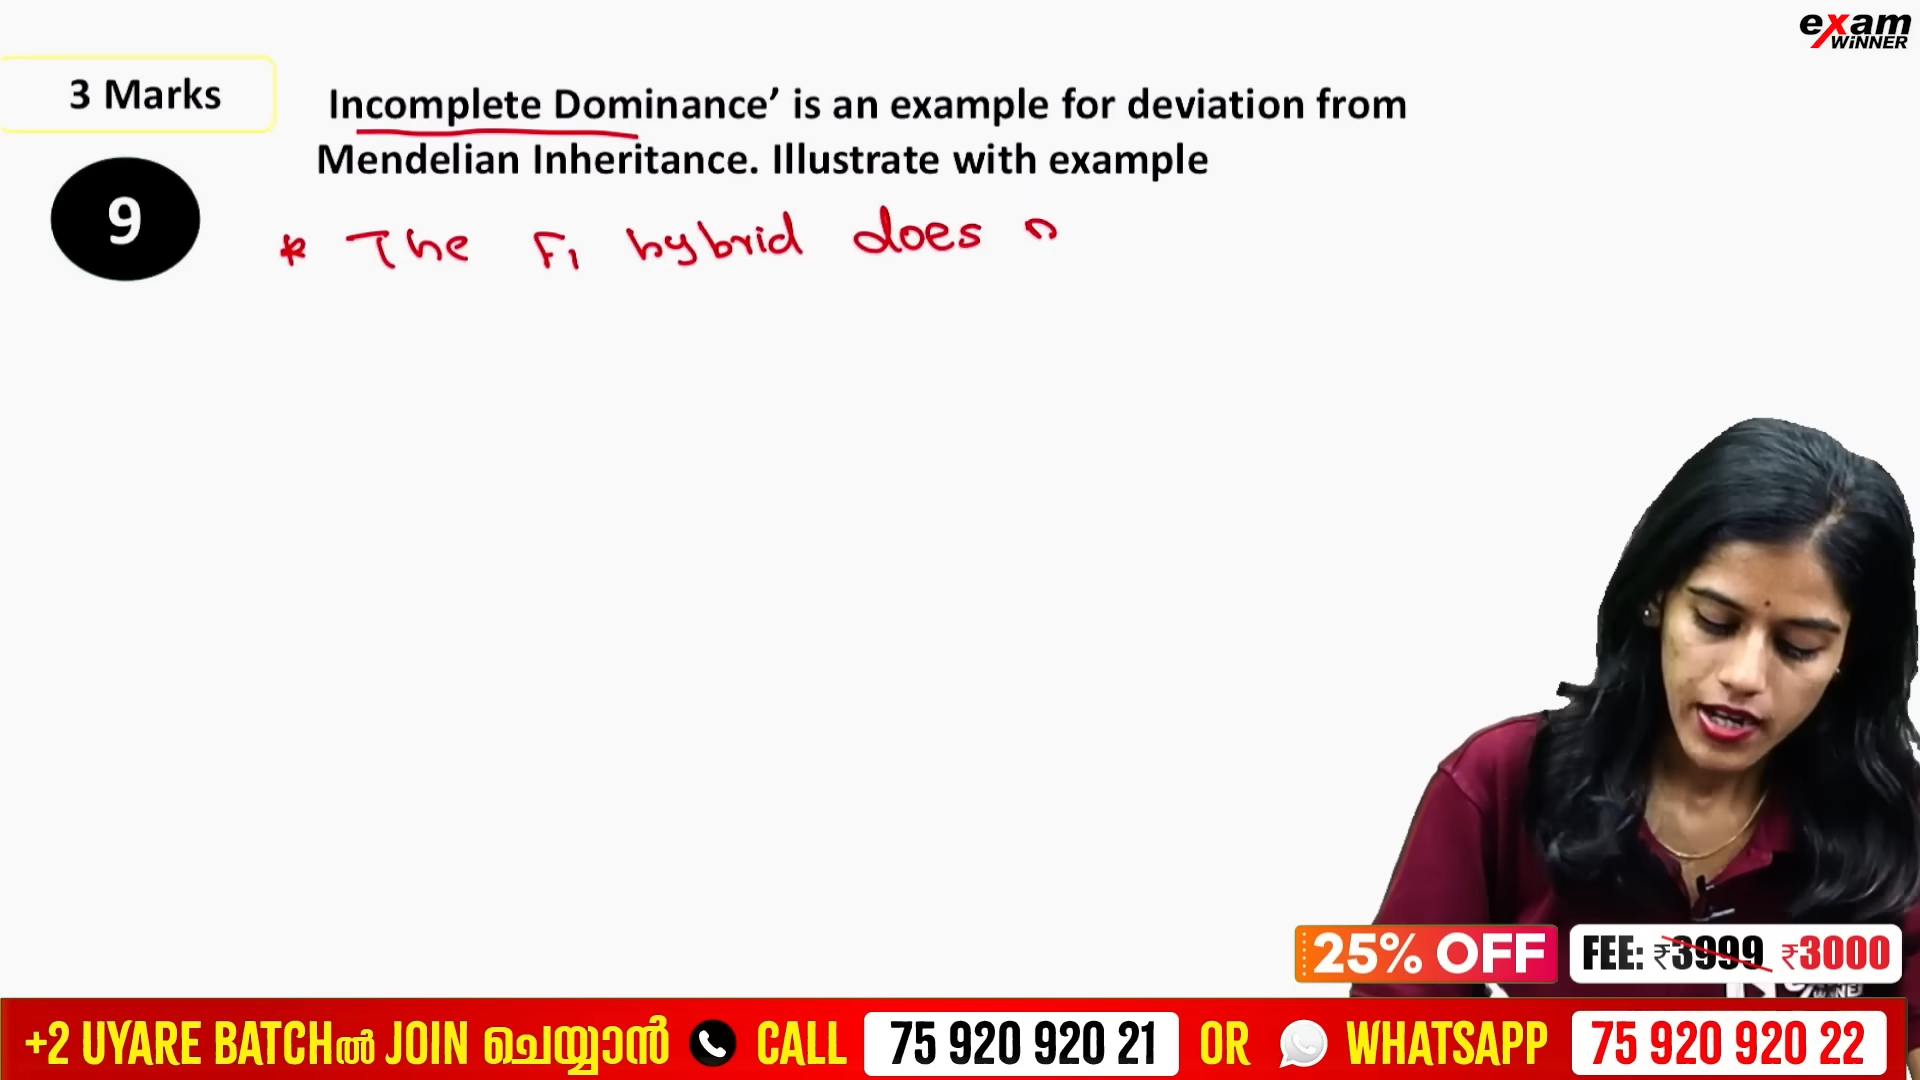 exam
WiNNER
3 Marks
Incomplete Dominance’ is an example for deviation from
Mendelian Inheritance. Illustrate with example
9
* The F1 hybrid does n
25% OFF
FEE: ₹3999 ₹3000
+2 UYARE BATCHൽ JOIN ചെയ്യാൻ CALL 75 920 920 21 OR WHATSAPP 75 920 920 22